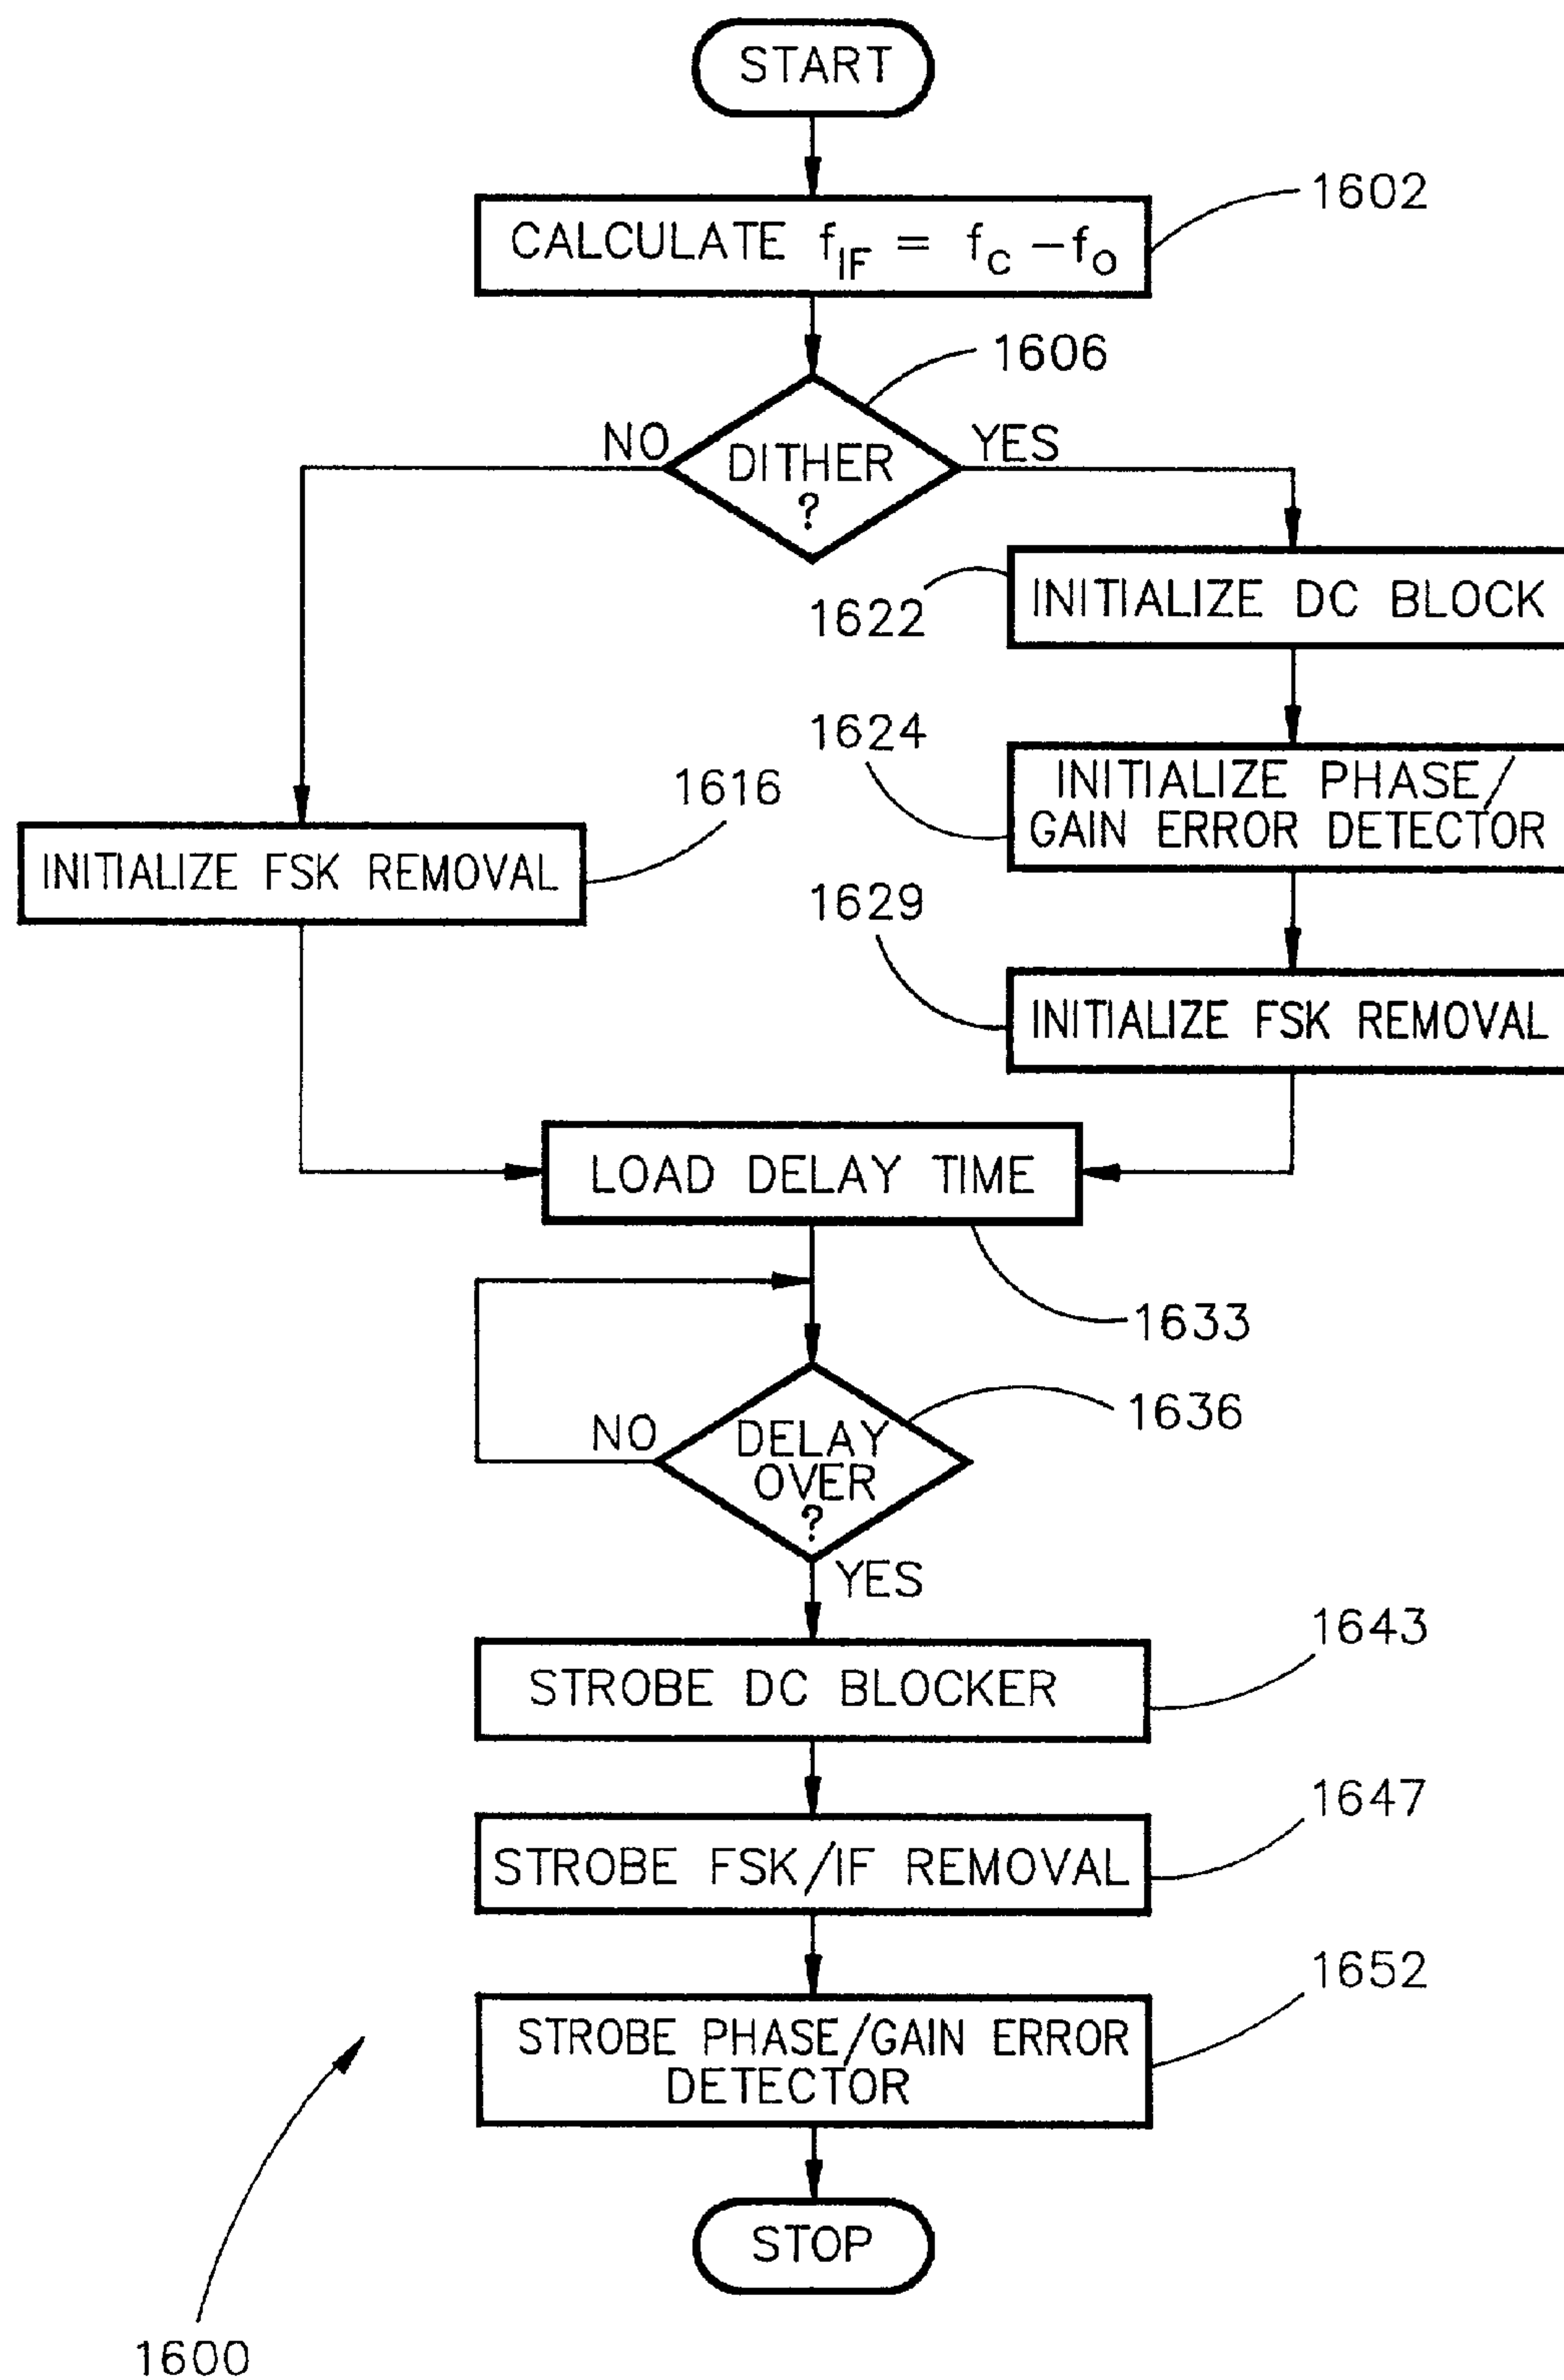 START
CALCULATE f_IF = f_C - f_O
1602
1606
NO
DITHER
?
YES
INITIALIZE DC BLOCK
1622
1624
INITIALIZE PHASE/
GAIN ERROR DETECTOR
1616
INITIALIZE FSK REMOVAL
1629
INITIALIZE FSK REMOVAL
LOAD DELAY TIME
1633
1636
NO
DELAY
OVER
?
YES
1643
STROBE DC BLOCKER
1647
STROBE FSK/IF REMOVAL
1652
STROBE PHASE/GAIN ERROR
DETECTOR
STOP
1600